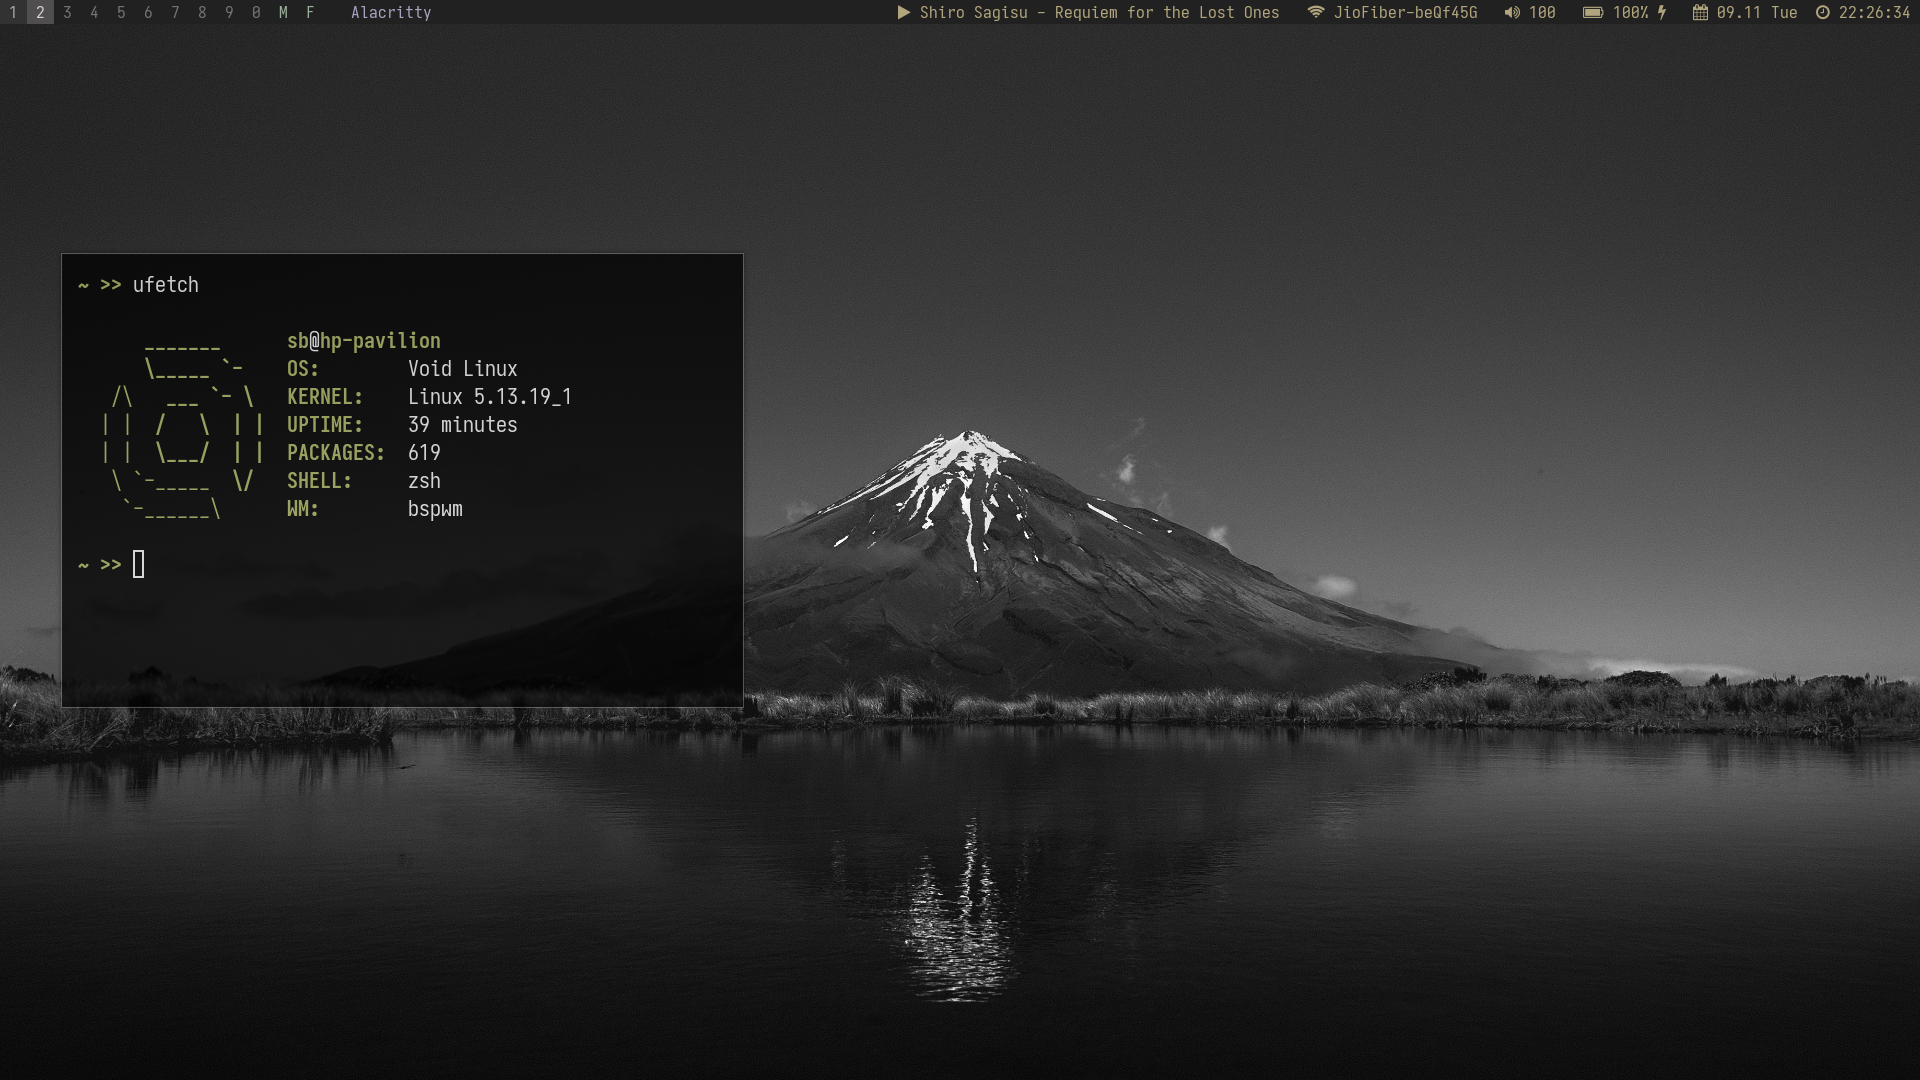 1 2 3 4 5 6 7 8 9 0 M F Alacritty Shiro Sagisu - Requiem for the Lost Ones JioFiber-beQf45G 100 100% 09.11 Tue 22:26:34
~ >> ufetch
sb@hp-pavilion
OS: Void Linux
KERNEL: Linux 5.13.19_1
UPTIME: 39 minutes
PACKAGES: 619
SHELL: zsh
WM: bspwm
~ >>